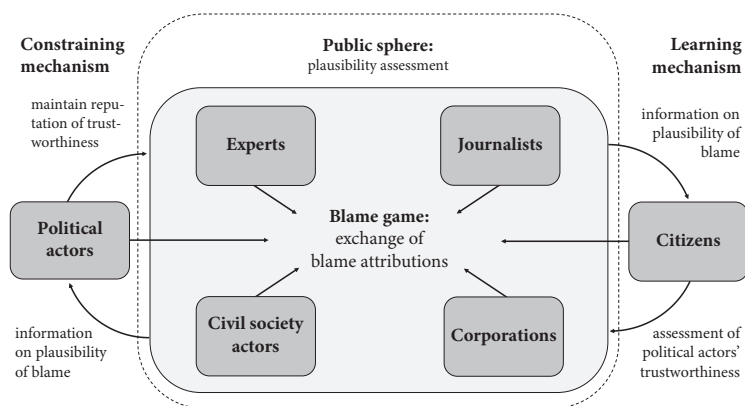 Constraining
mechanism
maintain repu-
tation of trust-
worthiness
Political
actors
information
on plausibility
of blame
Public sphere:
plausibility assessment
Experts
Journalists
Blame game:
exchange of
blame attributions
Civil society
actors
Corporations
Learning
mechanism
information on
plausibility of
blame
Citizens
assessment of
political actors’
trustworthiness